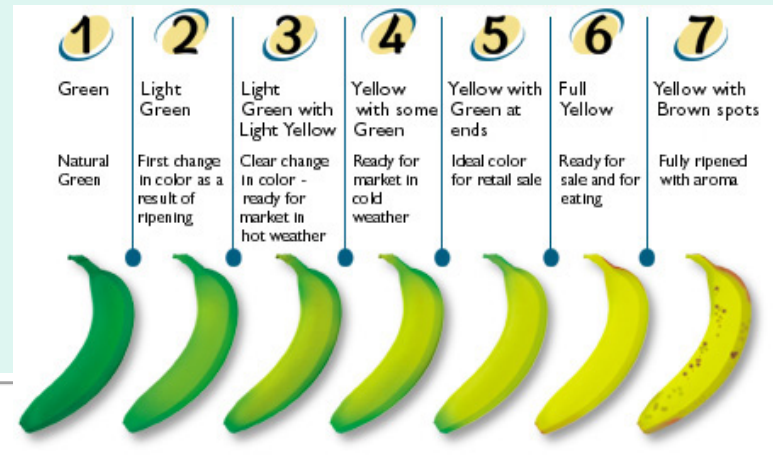 1
Green
Natural
Green
2
Light
Green
First change
in color as a
result of
ripening
3
Light
Green with
Light Yellow
Clear change
in color -
ready for
market in
hot weather
4
Yellow
with some
Green
Ready for
market in
cold
weather
5
Yellow with
Green at
ends
Ideal color
for retail sale
6
Full
Yellow
Ready for
sale and for
eating
7
Yellow with
Brown spots
Fully ripened
with aroma